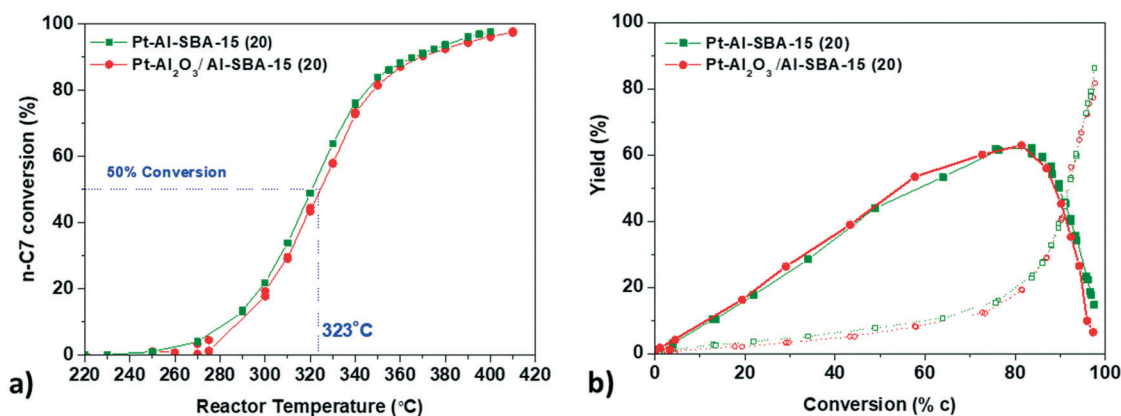 100
80
60
40
20
0
n-C7 conversion (%)
Pt-Al-SBA-15 (20)
Pt-Al₂O₃/Al-SBA-15 (20)
50% Conversion
323°C
220 240 260 280 300 320 340 360 380 400 420
Reactor Temperature (°C)
a)
100
80
60
40
20
0
Yield (%)
Pt-Al-SBA-15 (20)
Pt-Al₂O₃ /Al-SBA-15 (20)
0 20 40 60 80 100
Conversion (% c)
b)